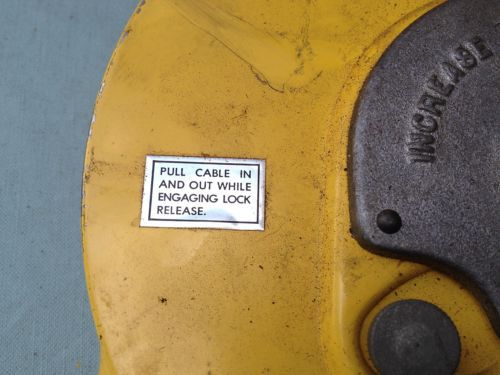 PULL CABLE IN
AND OUT WHILE
ENGAGING LOCK
RELEASE.
INCREASE